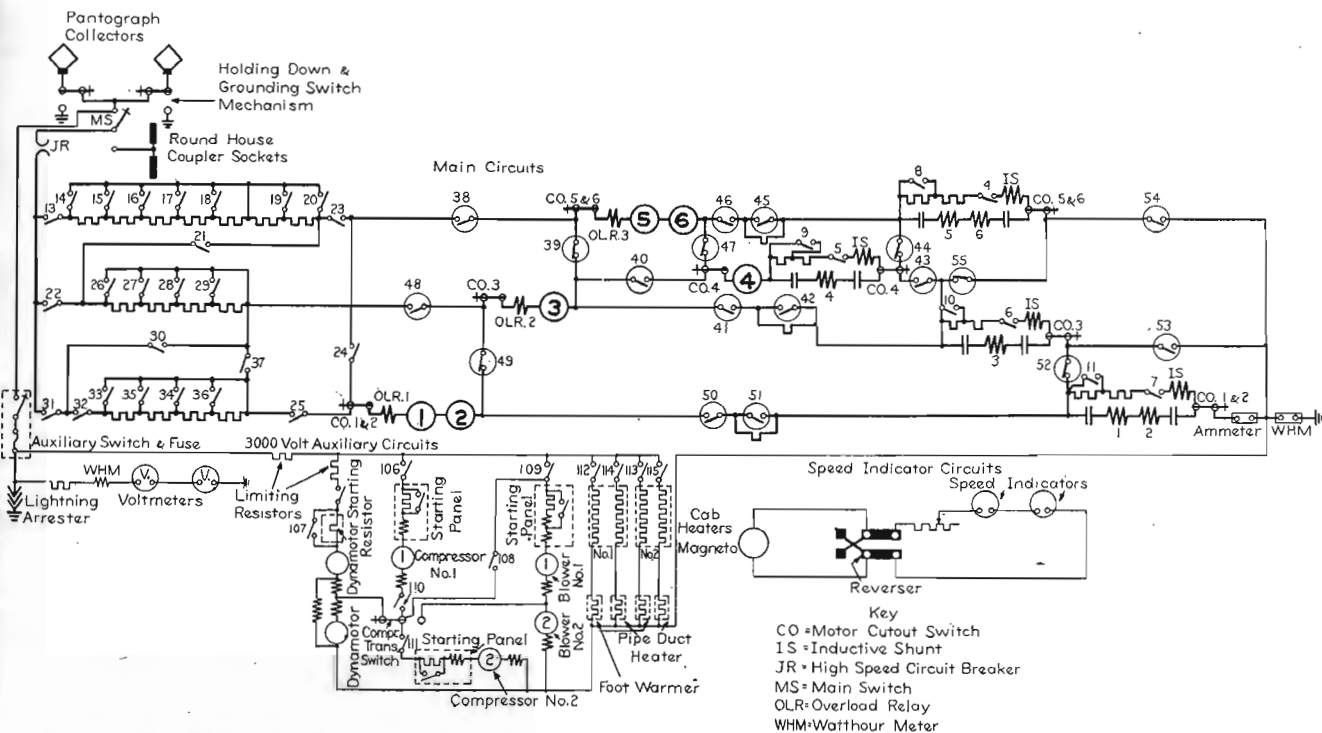 Pantograph
Collectors
Holding Down &
Grounding Switch
Mechanism
MS
JR
Round House
Coupler Sockets
Main Circuits
8
IS
4
CO. 5&6
13
14
15
16
17
18
19
20
23
38
CO. 5 & 6
OLR.3
5
6
46
45
5
6
54
21
39
47
9
5
IS
44
22
26
27
28
29
40
CO.4
4
4
CO.4
43
55
48
CO.3
OLR. 2
3
41
42
10
6
IS
CO.3
3
53
30
37
24
49
52
11
7
IS
31
32
33
35
34
36
25
CO. 1 & 2
OLR.1
1
2
50
51
1
2
CO. 1 & 2
Ammeter
WHM
Auxiliary Switch & Fuse
3000 Volt Auxiliary Circuits
WHM
V.
V.
Voltmeters
Lightning
Arrester
Limiting
Resistors
106
109
112
114
113
115
107
Dynamotor Starting
Resistor
Starting
Panel
Starting
Panel
1
Compressor
No.1
108
110
1
Blower
No.1
No.1
No.2
Cab
Heaters
Dynamotor
Compr.
Trans
Switch
111
Starting Panel
2
Compressor No.2
2
Blower
No.2
Pipe Duct
Heater
Foot Warmer
Speed Indicator Circuits
Speed Indicators
Magneto
Reverser
Key
CO = Motor Cutout Switch
IS = Inductive Shunt
JR = High Speed Circuit Breaker
MS = Main Switch
OLR = Overload Relay
WHM = Watthour Meter